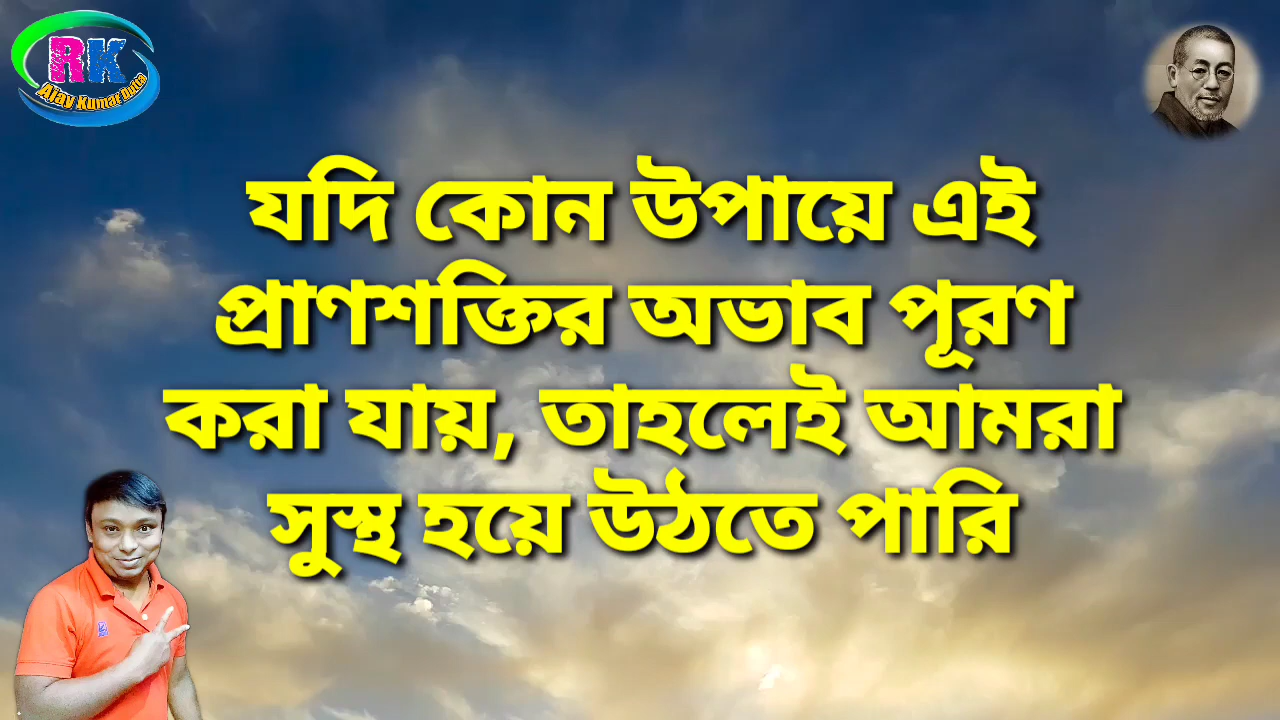 RK
Ajay Kumar Dutta
যদি কোন উপায়ে এই
প্রাণশক্তির অভাব পূরণ
করা যায়, তাহলেই আমরা
সুস্থ হয়ে উঠতে পারি